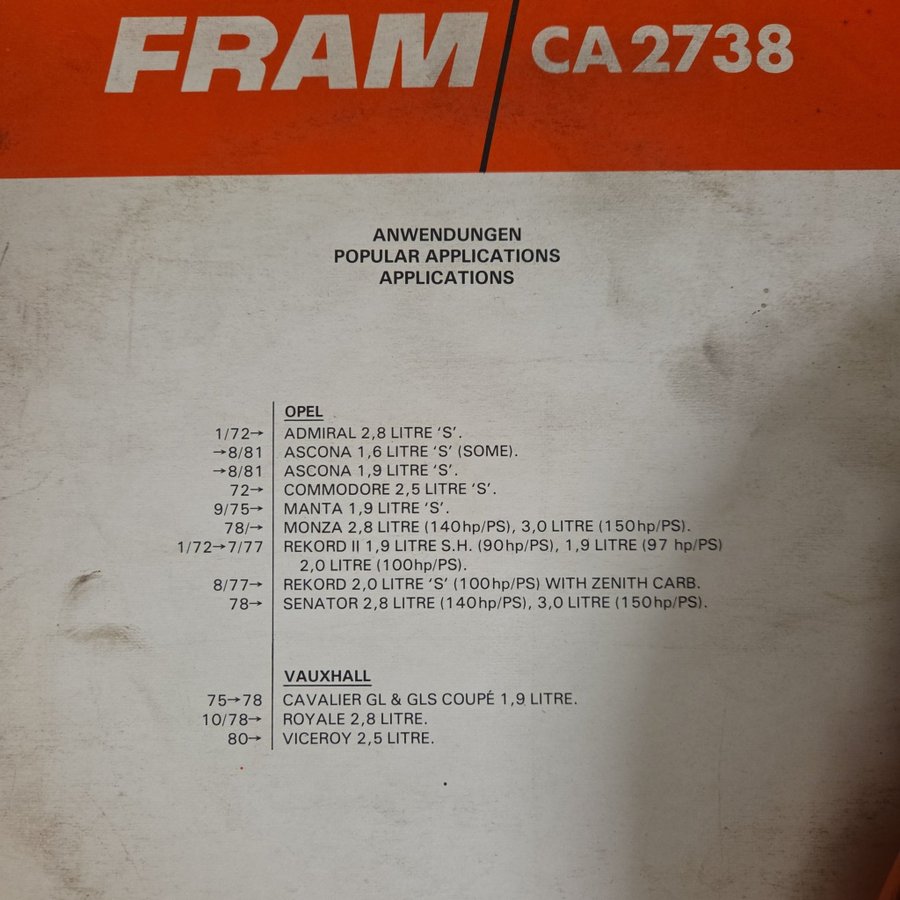 FRAM / CA2738
ANWENDUNGEN
POPULAR APPLICATIONS
APPLICATIONS
OPEL
1/72→ ADMIRAL 2,8 LITRE ‘S’.
→8/81 ASCONA 1,6 LITRE ‘S’ (SOME).
→8/81 ASCONA 1,9 LITRE ‘S’.
72→ COMMODORE 2,5 LITRE ‘S’.
9/75→ MANTA 1,9 LITRE ‘S’.
78/→ MONZA 2,8 LITRE (140hp/PS), 3,0 LITRE (150hp/PS).
1/72→7/77 REKORD II 1,9 LITRE S.H. (90hp/PS), 1,9 LITRE (97 hp/PS)
2,0 LITRE (100hp/PS).
8/77→ REKORD 2,0 LITRE ‘S’ (100hp/PS) WITH ZENITH CARB.
78→ SENATOR 2,8 LITRE (140hp/PS), 3,0 LITRE (150hp/PS).
VAUXHALL
75→78 CAVALIER GL & GLS COUPÉ 1,9 LITRE.
10/78→ ROYALE 2,8 LITRE.
80→ VICEROY 2,5 LITRE.